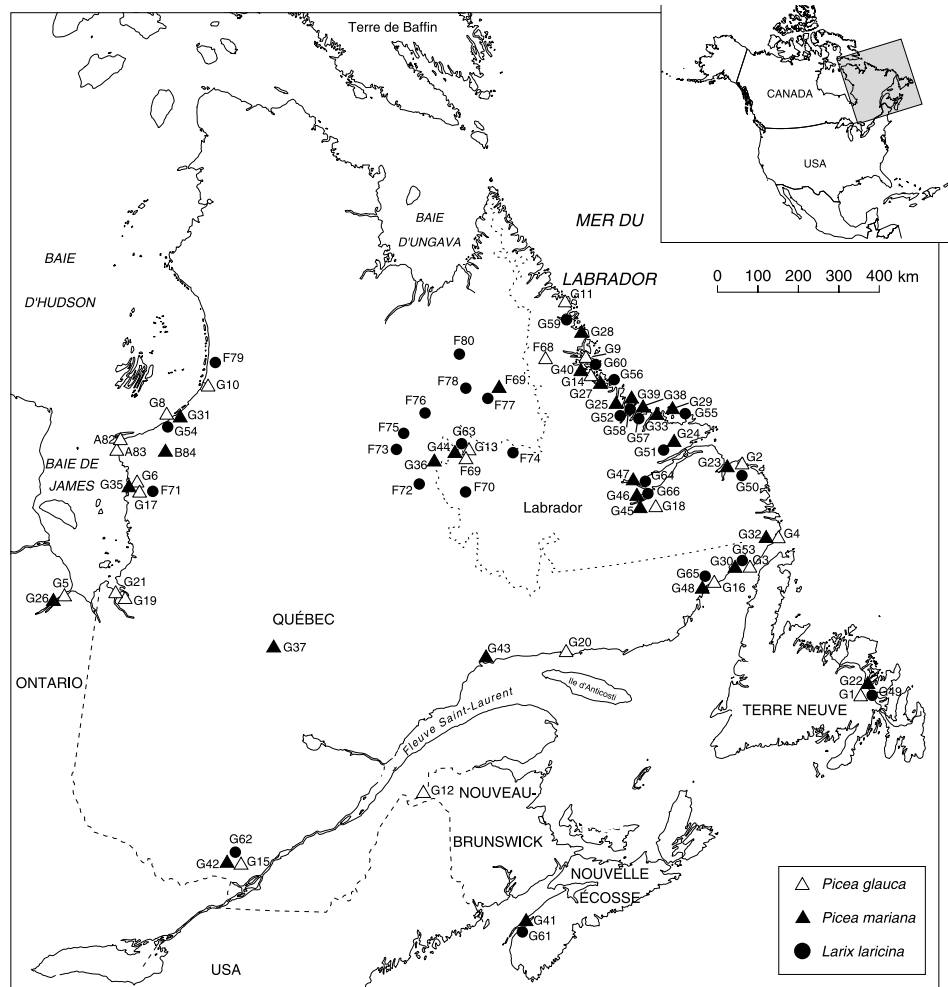 Terre de Baffin
CANADA
USA
BAIE
D'UNGAVA
MER DU
LABRADOR
0 100 200 300 400 km
BAIE
D'HUDSON
G11
G59
G28
F80
F68
G9
G60
F79
G10
G40
G14
G56
F78
F69
G27
F77
G39
G38
G25
G29
G8
G31
F76
G52
G55
G54
G58
G33
G57
A82
F75
G63
G24
A83
B84
F73
G44
G13
F74
G51
G36
F69
G23
G2
BAIE DE
JAMES
G6
G35
F71
G17
F72
F70
G47
G64
G50
G46
G66
G45
G18
Labrador
G32
G4
G53
G30
G3
G5
G21
G65
G26
G19
G48
G16
QUÉBEC
G37
G43
G20
ONTARIO
Ile d'Anticosti
Fleuve Saint-Laurent
G22
G1
G49
TERRE NEUVE
G12
NOUVEAU-
BRUNSWICK
G62
G42
G15
NOUVELLE
ÉCOSSE
G41
G61
USA
Picea glauca
Picea mariana
Larix laricina